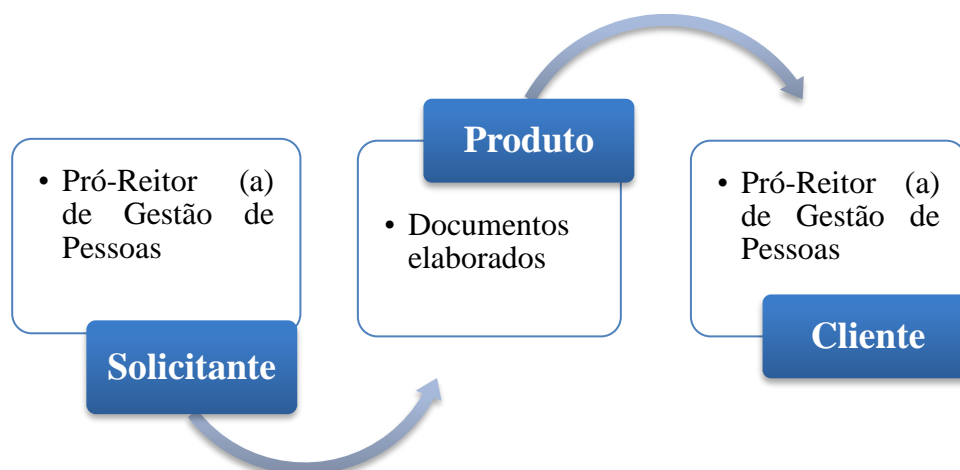 • Pró-Reitor (a)
de Gestão de
Pessoas
Solicitante
Produto
• Documentos
elaborados
• Pró-Reitor (a)
de Gestão de
Pessoas
Cliente